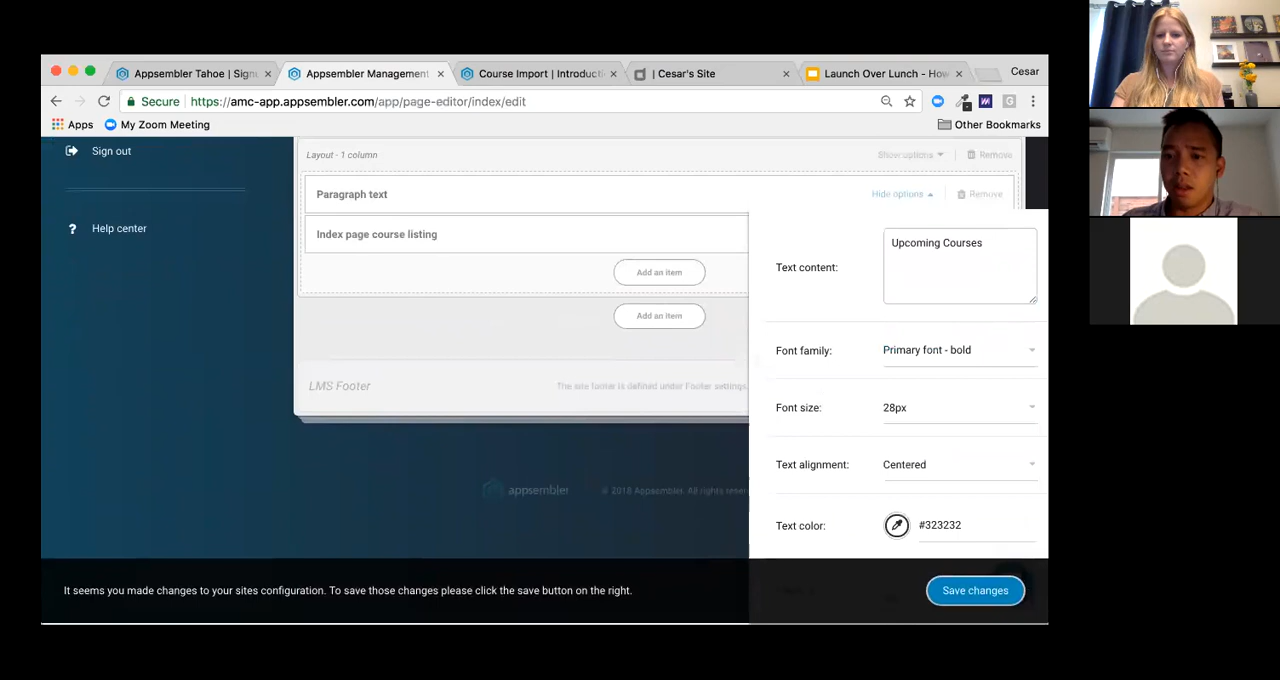 Appsembler Tahoe | Sign
Appsembler Management
Course Import | Introducti
| Cesar's Site
Launch Over Lunch - How
Cesar
Secure
https://amc-app.appsembler.com/app/page-editor/index/edit
Apps
My Zoom Meeting
Other Bookmarks
Sign out
Help center
Layout - 1 column
Show options
Remove
Paragraph text
Hide options
Remove
Index page course listing
Add an item
Add an item
LMS Footer
The site footer is defined under Footer settings.
appsembler
© 2018 Appsembler. All rights reser
Text content:
Upcoming Courses
Font family:
Primary font - bold
Font size:
28px
Text alignment:
Centered
Text color:
#323232
It seems you made changes to your sites configuration. To save those changes please click the save button on the right.
Save changes